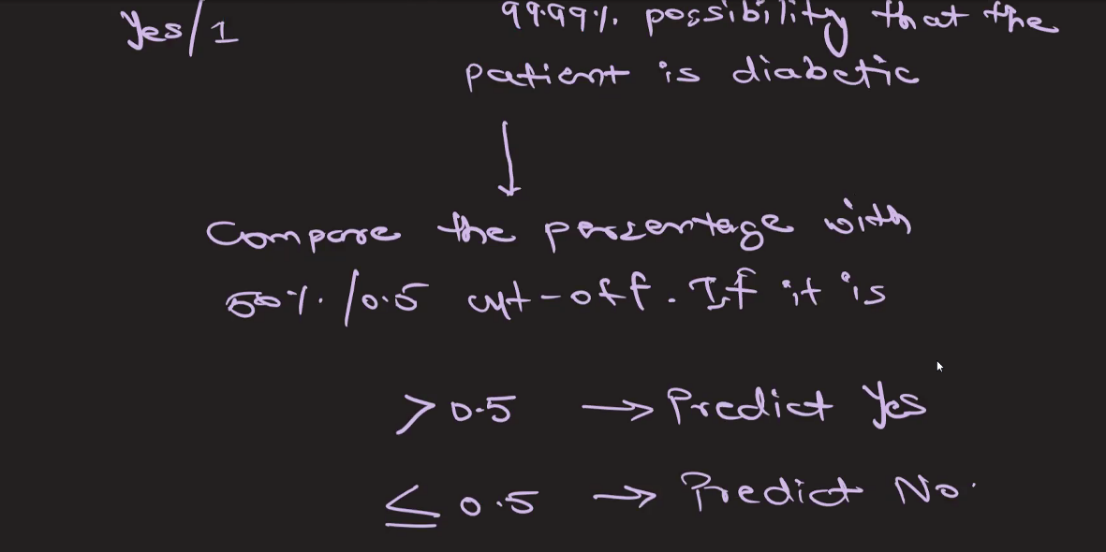 Yes/1
99.99%. possibility that the
patient is diabetic
Compare the percentage with
50%. /0.5 cut-off. If it is
> 0.5 → Predict Yes
≤ 0.5 → Predict No.